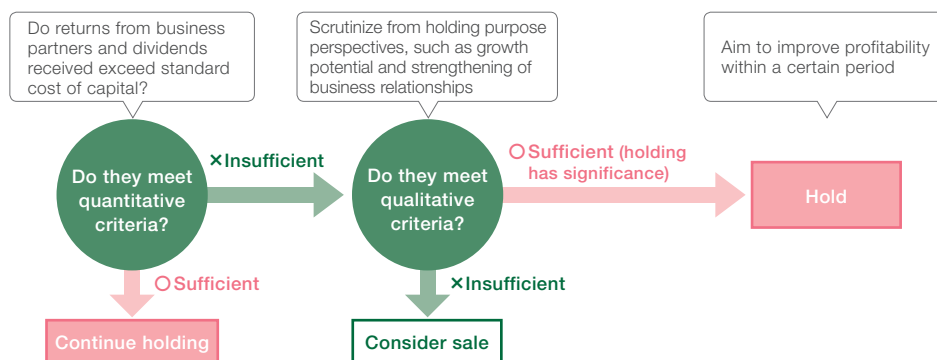 Do returns from business
partners and dividends
received exceed standard
cost of capital?
Scrutinize from holding purpose
perspectives, such as growth
potential and strengthening of
business relationships
Aim to improve profitability
within a certain period
Do they meet
quantitative
criteria?
×Insufficient
Do they meet
qualitative
criteria?
○Sufficient (holding
has significance)
Hold
○Sufficient
×Insufficient
Continue holding
Consider sale